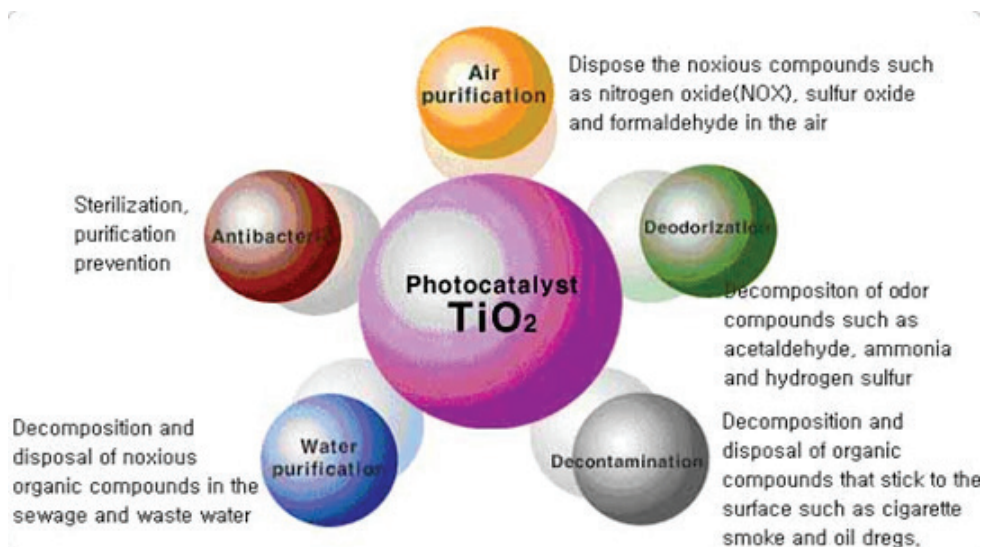 Air
purification
Dispose the noxious compounds such
as nitrogen oxide(NOX), sulfur oxide
and formaldehyde in the air
Sterilization,
purification
prevention
Antibacteria
Deodorization
Photocatalyst
TiO₂
Decompositon of odor
compounds such as
acetaldehyde, ammonia
and hydrogen sulfur
Decomposition and
disposal of noxious
organic compounds in the
sewage and waste water
Water
purification
Decontamination
Decomposition and
disposal of organic
compounds that stick to the
surface such as cigarette
smoke and oil dregs,